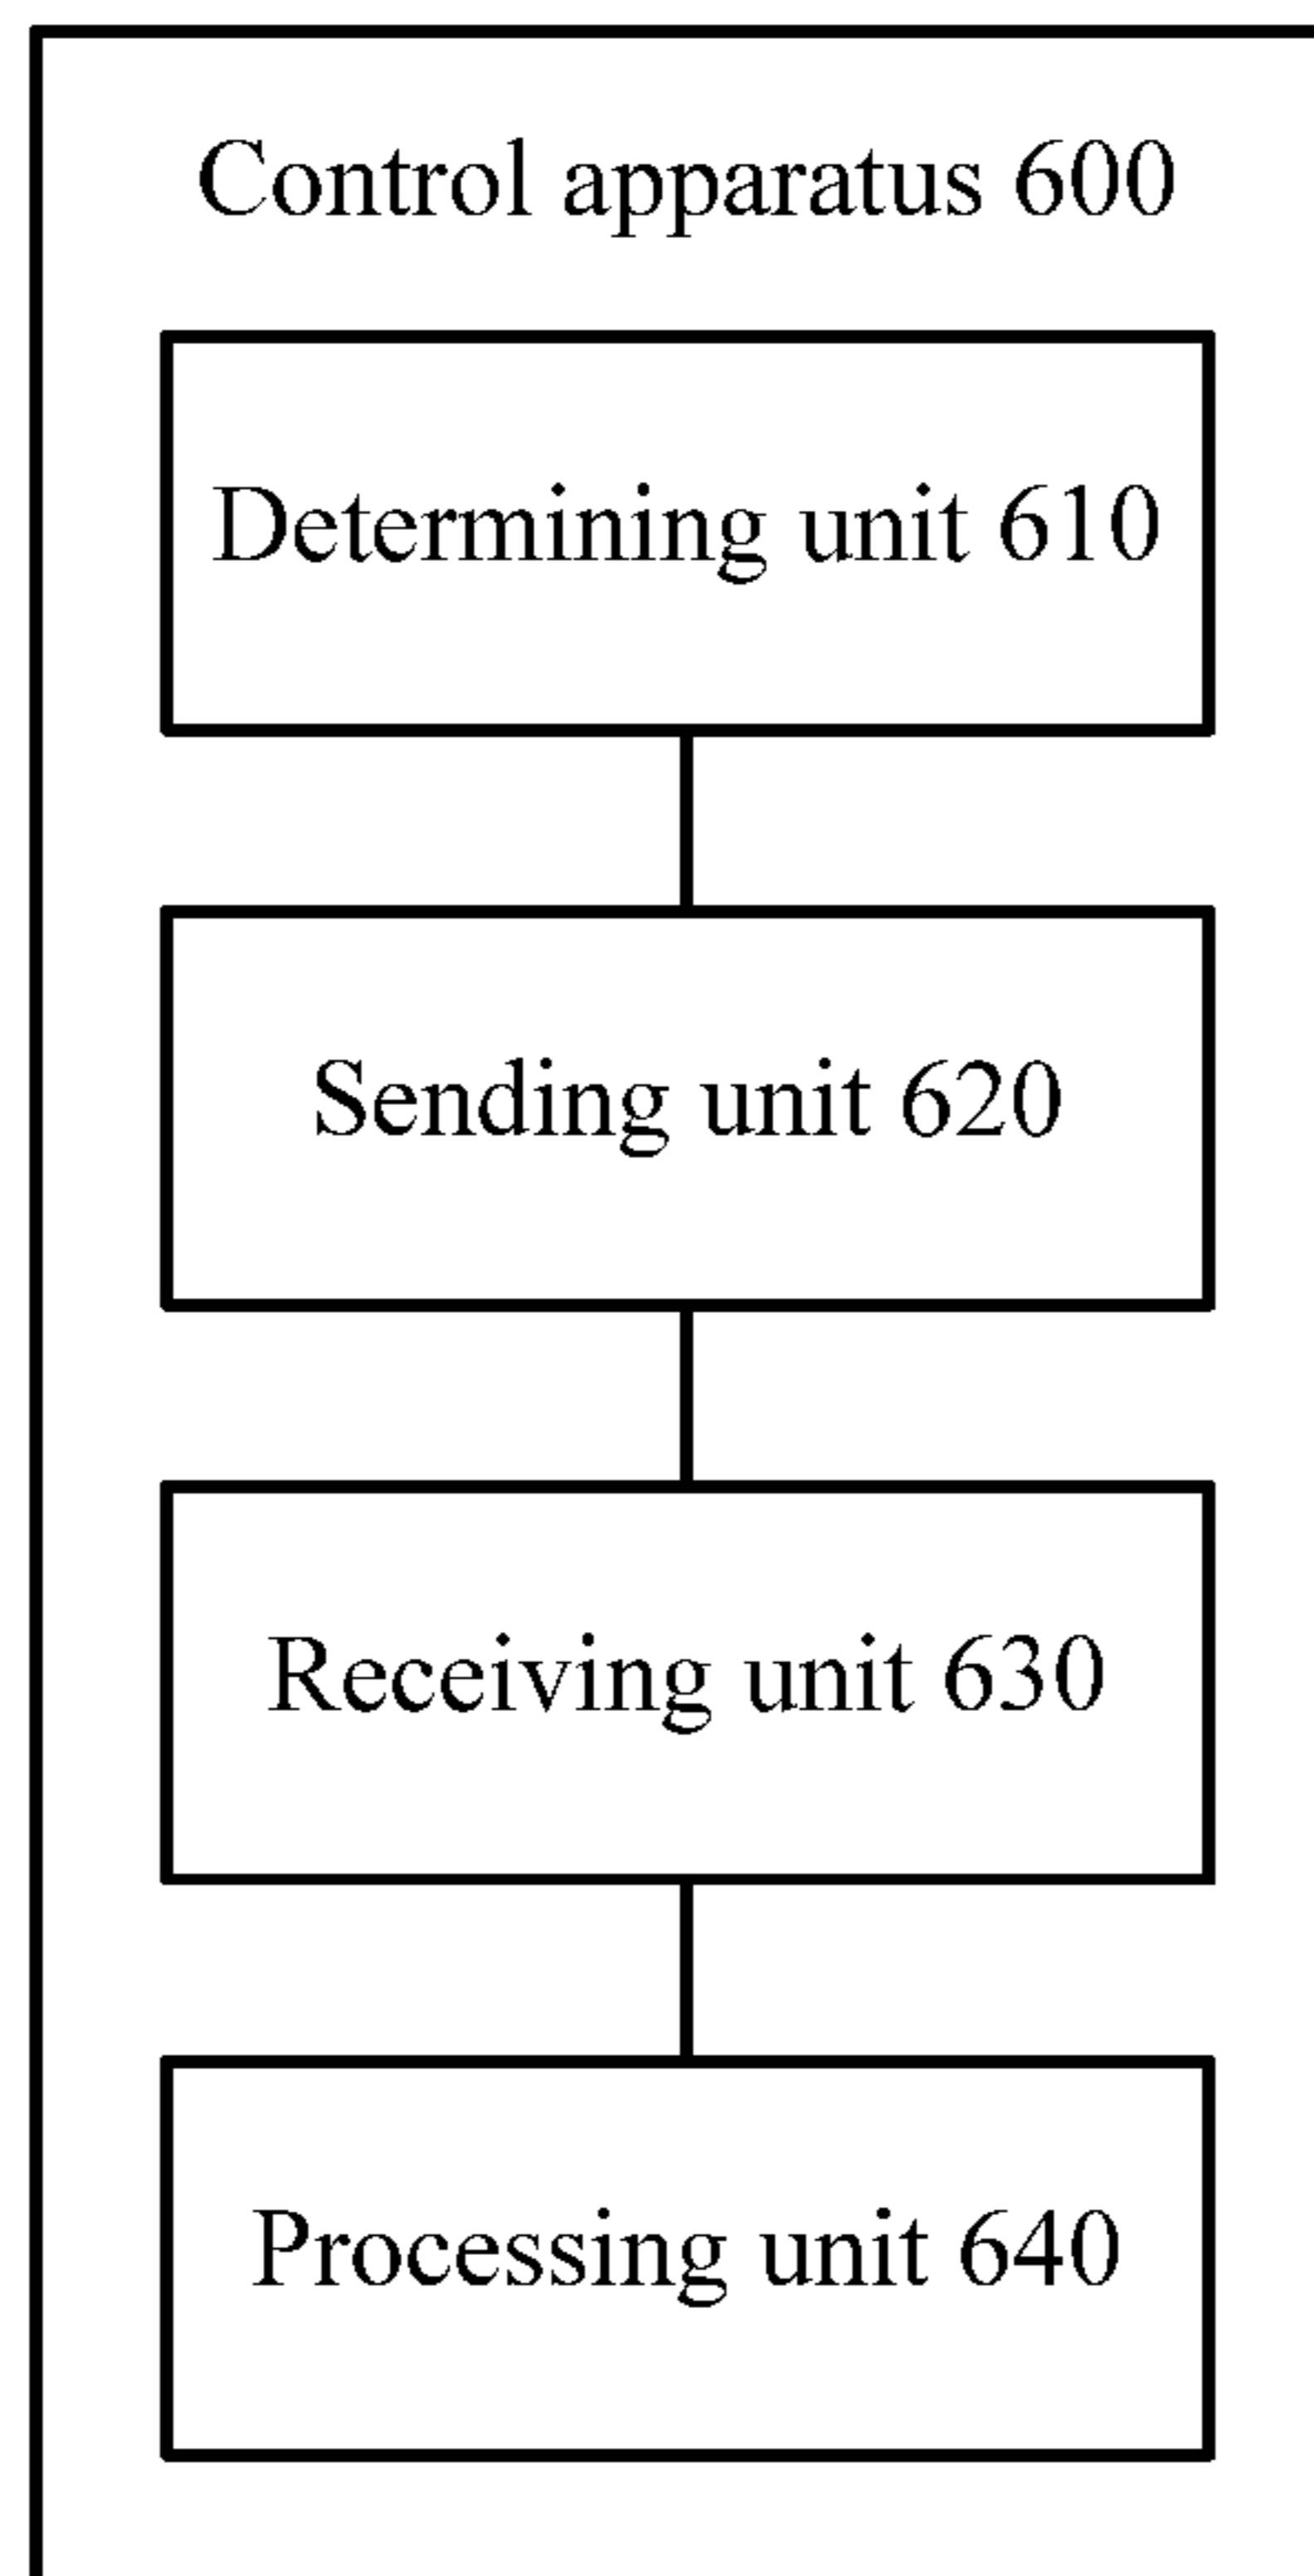 Control apparatus 600
Determining unit 610
Sending unit 620
Receiving unit 630
Processing unit 640